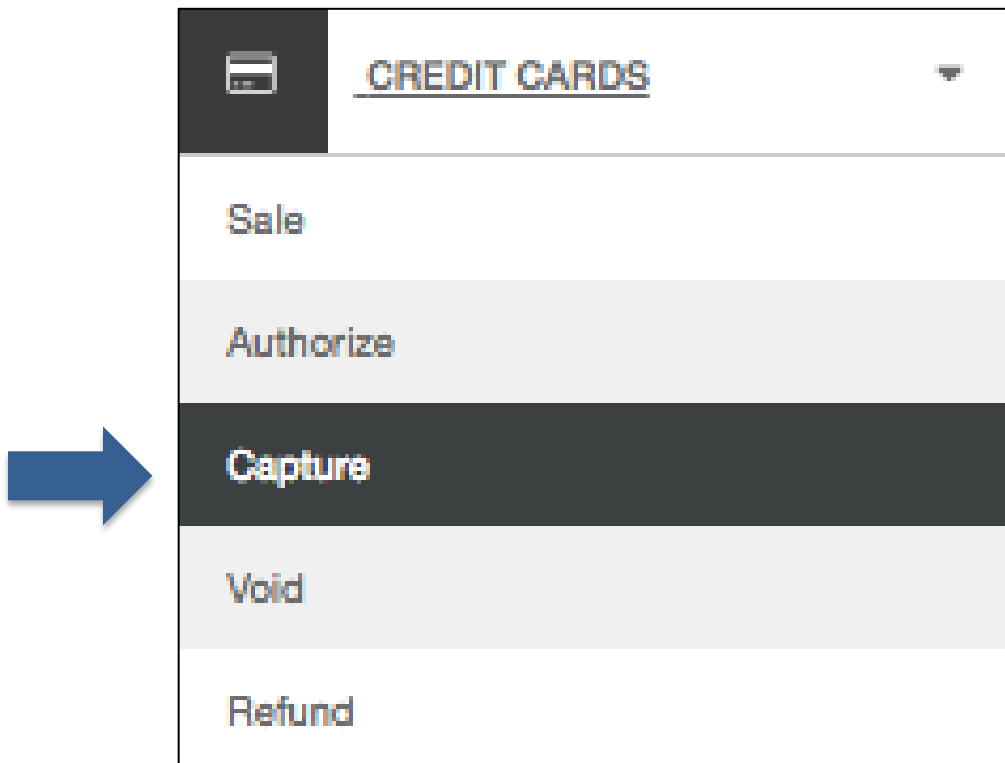 CREDIT CARDS
Sale
Authorize
Capture
Void
Refund